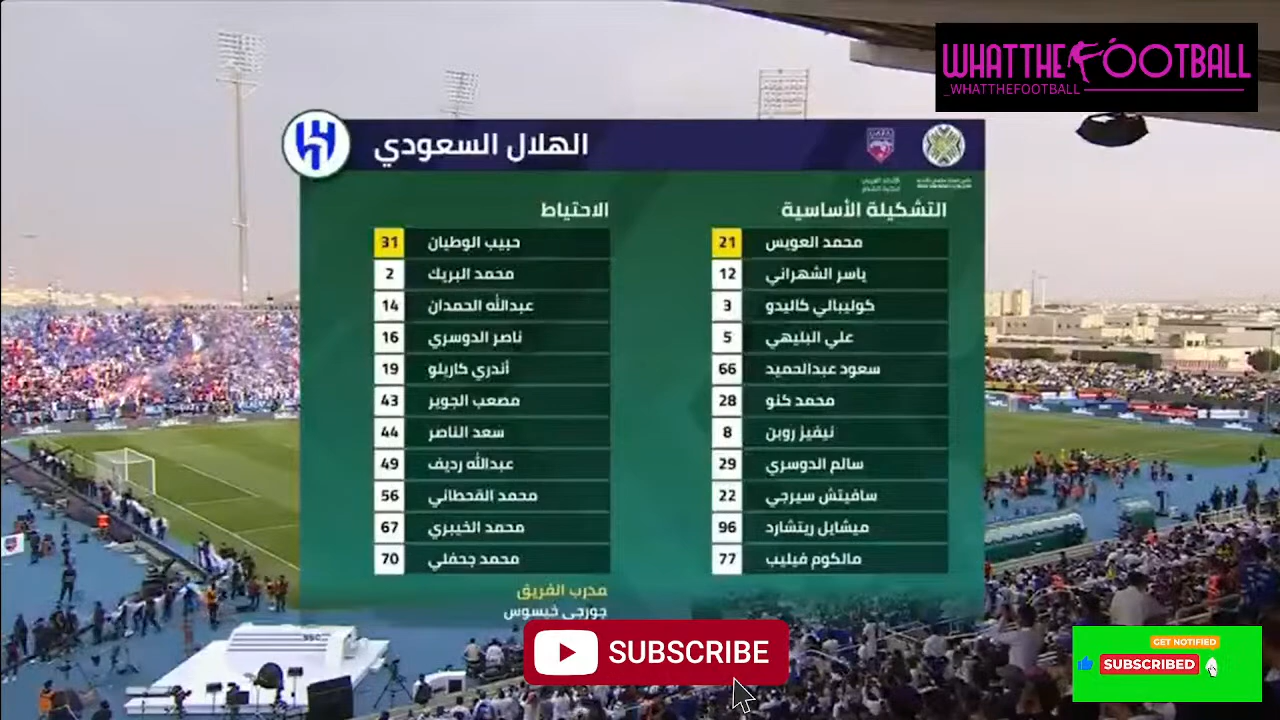 WHATTHEFOOTBALL
_WHATTHEFOOTBALL
الهلال السعودي
التشكيلة الأساسية
21 محمد العويس
12 ياسر الشهراني
3 كوليبالي كاليدو
5 علي البليهي
66 سعود عبدالحميد
28 محمد كنو
8 نيفيز روبن
29 سالم الدوسري
22 سافيتش سيرجي
96 ميشايل ريتشارد
77 مالكوم فيليب
الاحتياط
31 حبيب الوطيان
2 محمد البريك
14 عبدالله الحمدان
16 ناصر الدوسري
19 أندري كاريلو
43 مصعب الجوير
44 سعد الناصر
49 عبدالله رديف
56 محمد القحطاني
67 محمد الخيبري
70 محمد جحفلي
مدرب الفريق
جورجي خيسوس
SUBSCRIBE
GET NOTIFIED
SUBSCRIBED